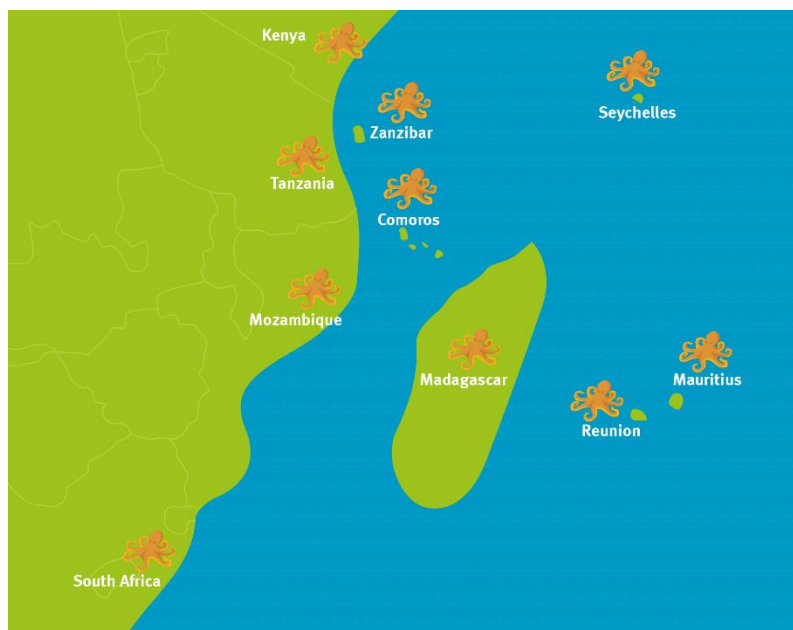 Kenya
Seychelles
Zanzibar
Tanzania
Comoros
Mozambique
Madagascar
Mauritius
Reunion
South Africa